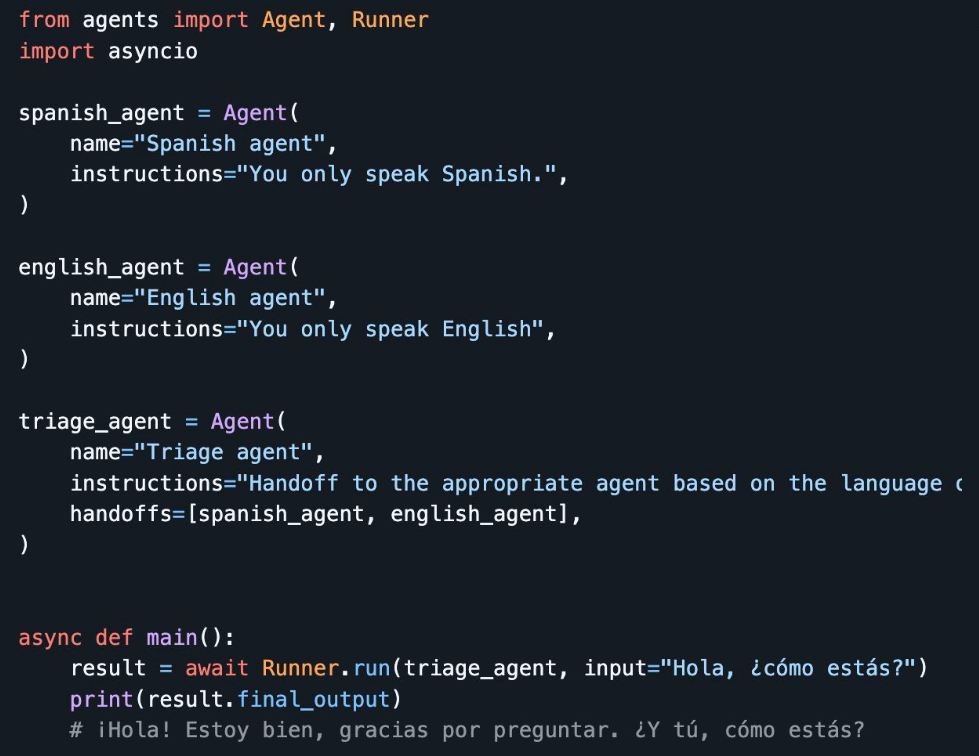 from agents import Agent, Runner
import asyncio

spanish_agent = Agent(
    name="Spanish agent",
    instructions="You only speak Spanish.",
)

english_agent = Agent(
    name="English agent",
    instructions="You only speak English",
)

triage_agent = Agent(
    name="Triage agent",
    instructions="Handoff to the appropriate agent based on the language
    handoffs=[spanish_agent, english_agent],
)

async def main():
    result = await Runner.run(triage_agent, input="Hola, ¿cómo estás?")
    print(result.final_output)
    # ¡Hola! Estoy bien, gracias por preguntar. ¿Y tú, cómo estás?